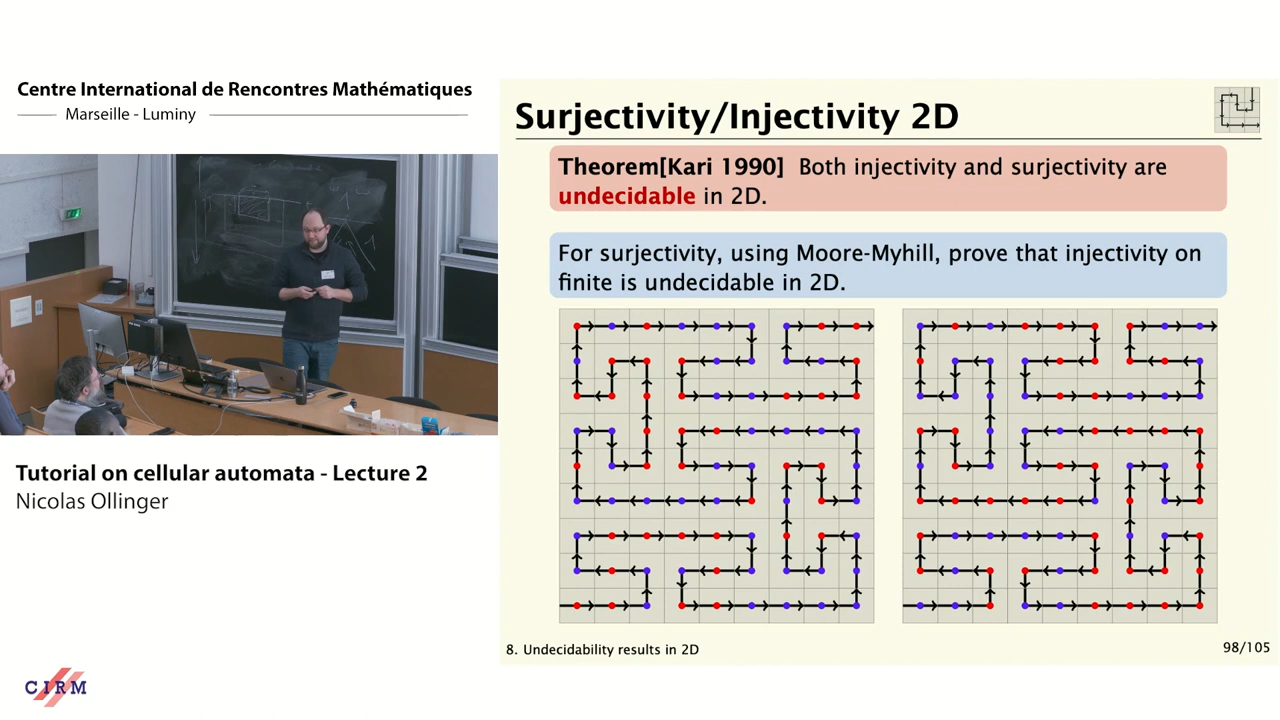 Centre International de Rencontres Mathématiques
Marseille - Luminy
Tutorial on cellular automata - Lecture 2
Nicolas Ollinger
CIRM
Surjectivity/Injectivity 2D
Theorem[Kari 1990] Both injectivity and surjectivity are
undecidable in 2D.
For surjectivity, using Moore-Myhill, prove that injectivity on
finite is undecidable in 2D.
8. Undecidability results in 2D
98/105